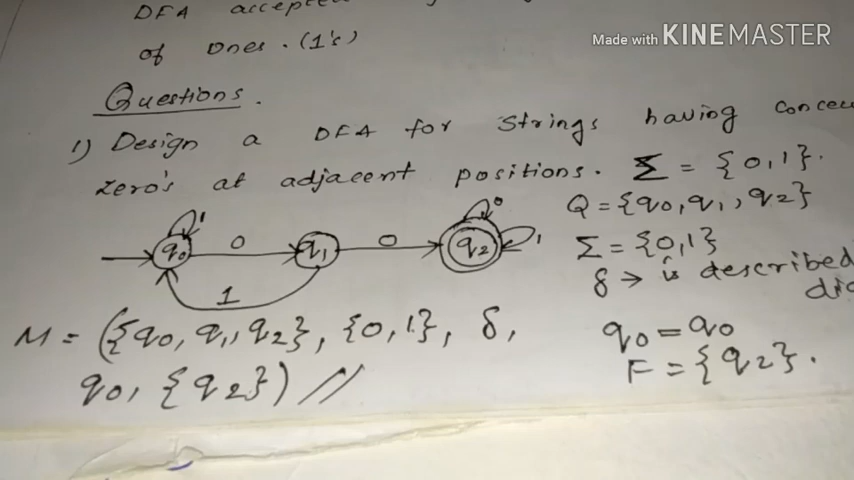 DFA
of ones. (1's)
Made with KINEMASTER
Questions.
1) Design a DFA for Strings having
zero's at adjacent positions. Σ = {0,1}.
Q = {q0, q1, q2}
1 0
q0 0 q1 0 q2 1
Σ = {0,1}
δ → is described
1
M = ({q0, q1, q2}, {0,1}, δ,
q0 = q0
q0, {q2}) //
F = {q2}.